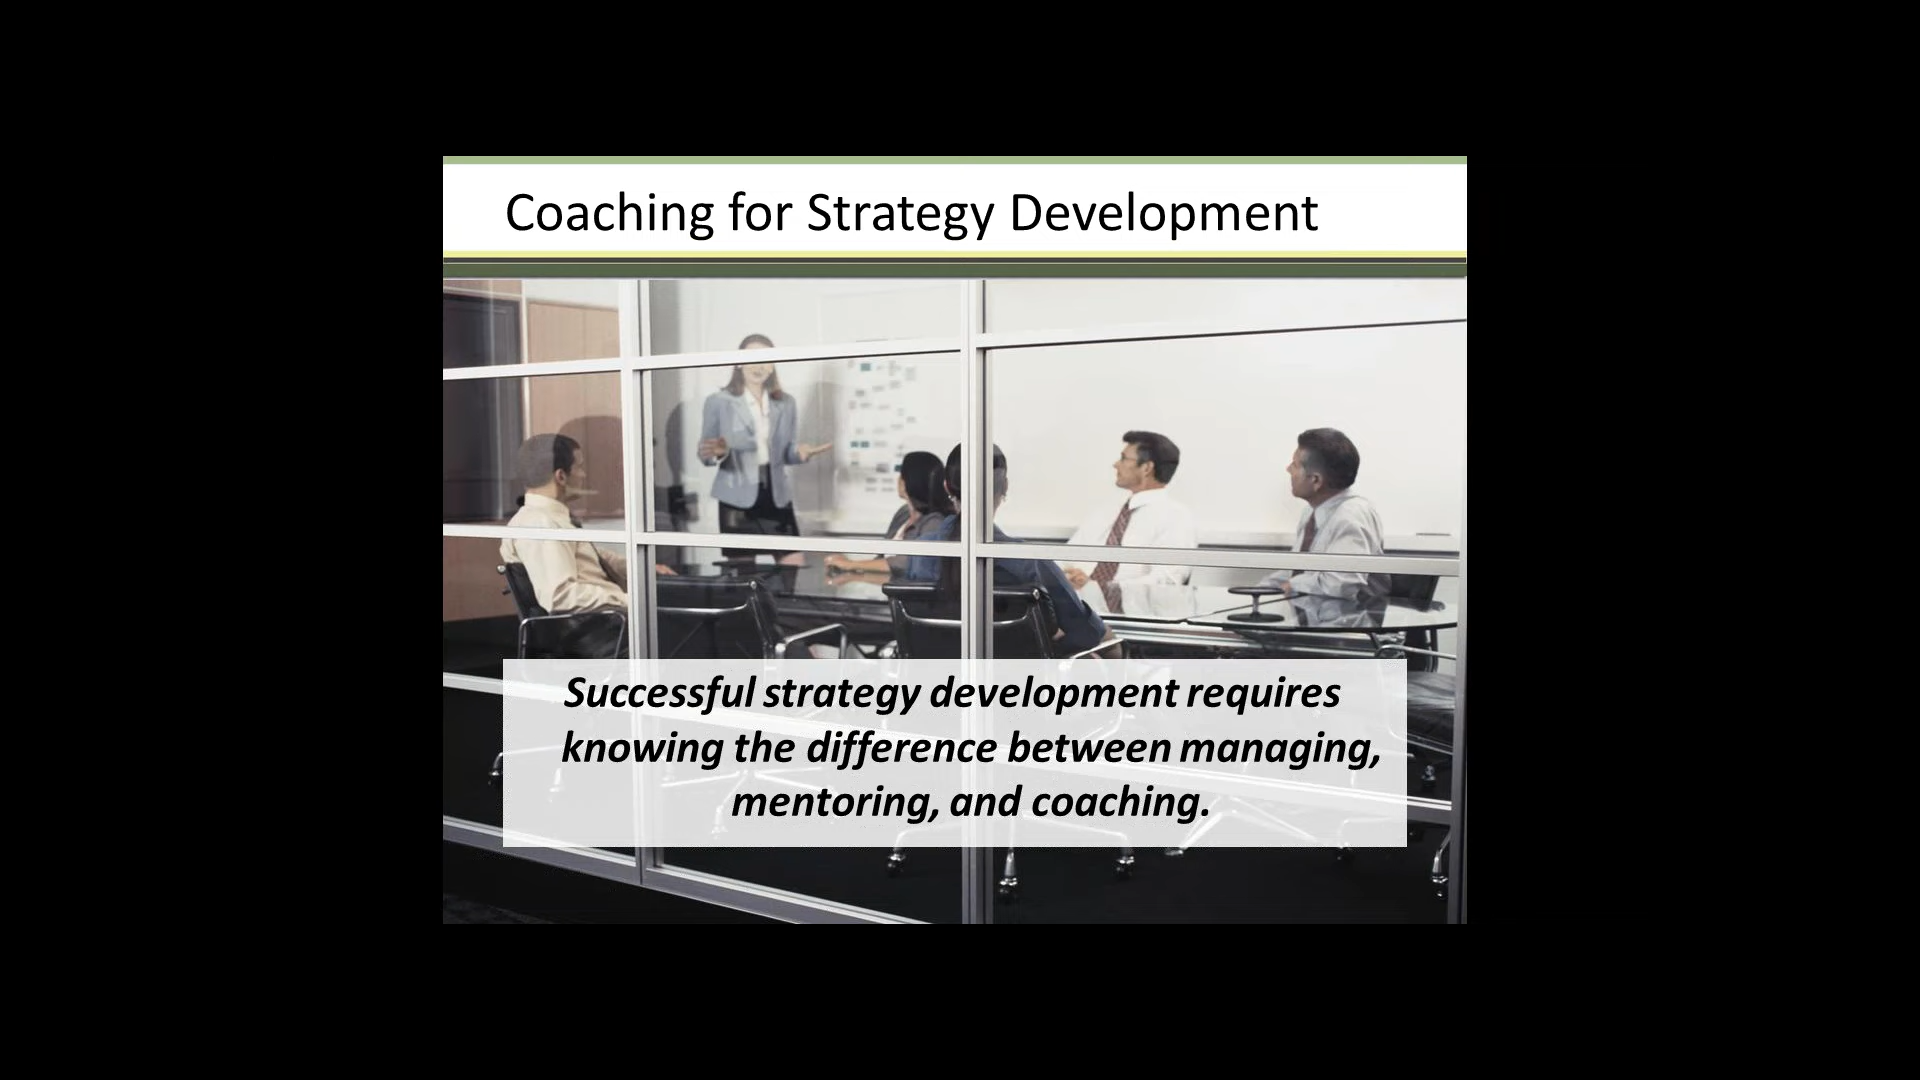 Coaching for Strategy Development
Successful strategy development requires
knowing the difference between managing,
mentoring, and coaching.